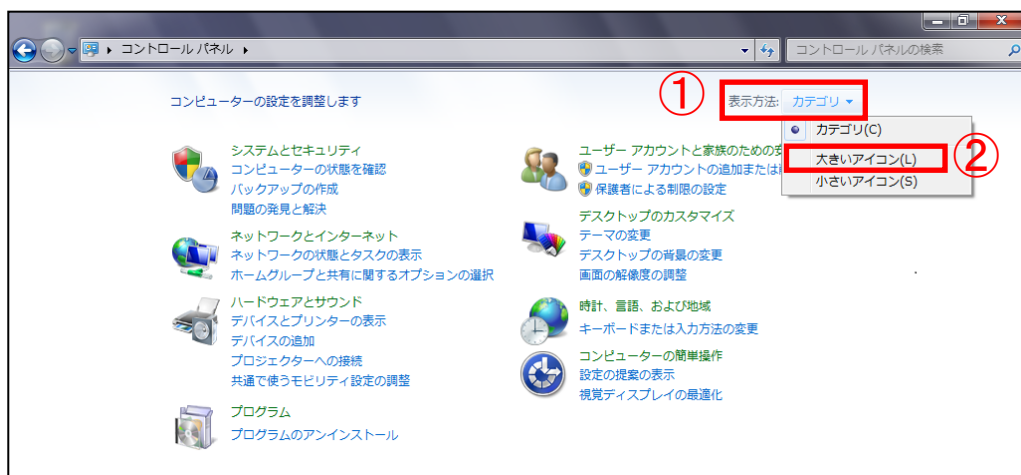 コントロール パネル
コントロール パネルの検索
コンピューターの設定を調整します
①
表示方法: カテゴリ
カテゴリ(C)
大きいアイコン(L)
②
小さいアイコン(S)
システムとセキュリティ
コンピューターの状態を確認
バックアップの作成
問題の発見と解決
ネットワークとインターネット
ネットワークの状態とタスクの表示
ホームグループと共有に関するオプションの選択
ハードウェアとサウンド
デバイスとプリンターの表示
デバイスの追加
プロジェクターへの接続
共通で使うモビリティ設定の調整
プログラム
プログラムのアンインストール
ユーザー アカウントと家族のための
ユーザー アカウントの追加または
保護者による制限の設定
デスクトップのカスタマイズ
テーマの変更
デスクトップの背景の変更
画面の解像度の調整
時計、言語、および地域
キーボードまたは入力方法の変更
コンピューターの簡単操作
設定の提案の表示
視覚ディスプレイの最適化